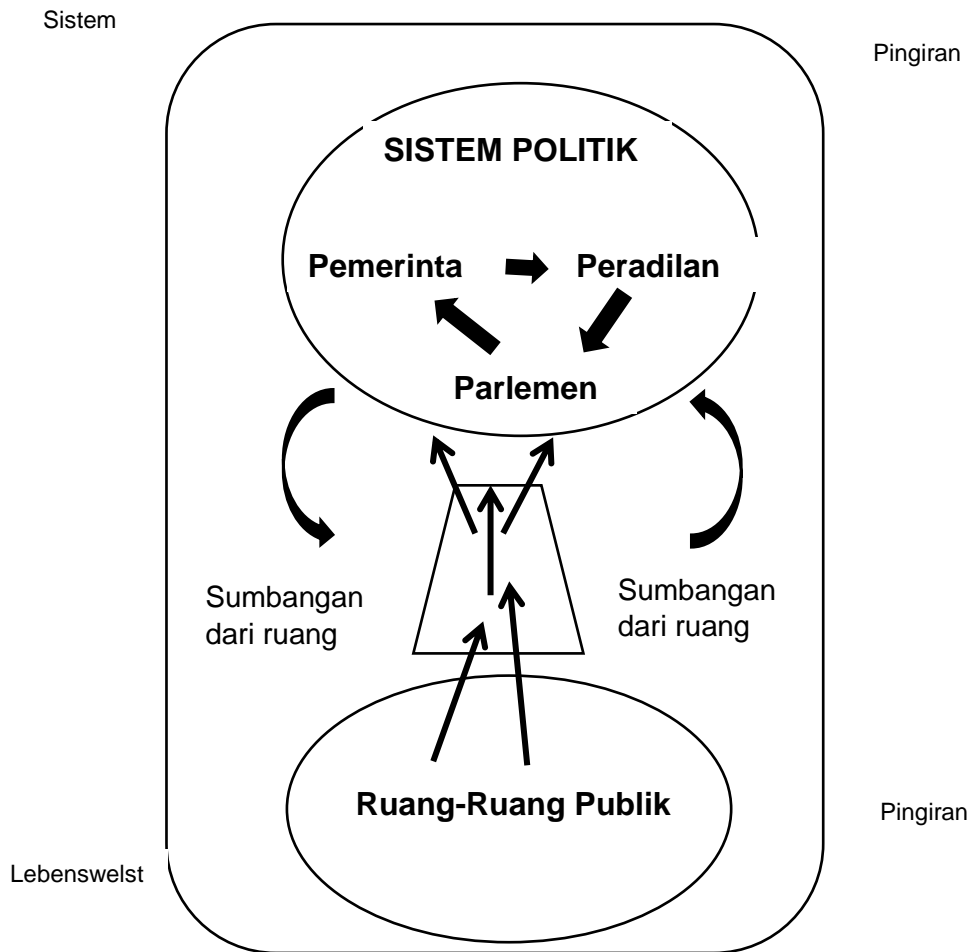 Sistem
Pingiran
SISTEM POLITIK
Pemerinta
Peradilan
Parlemen
Sumbangan
dari ruang
Sumbangan
dari ruang
Ruang-Ruang Publik
Pingiran
Lebenswelst